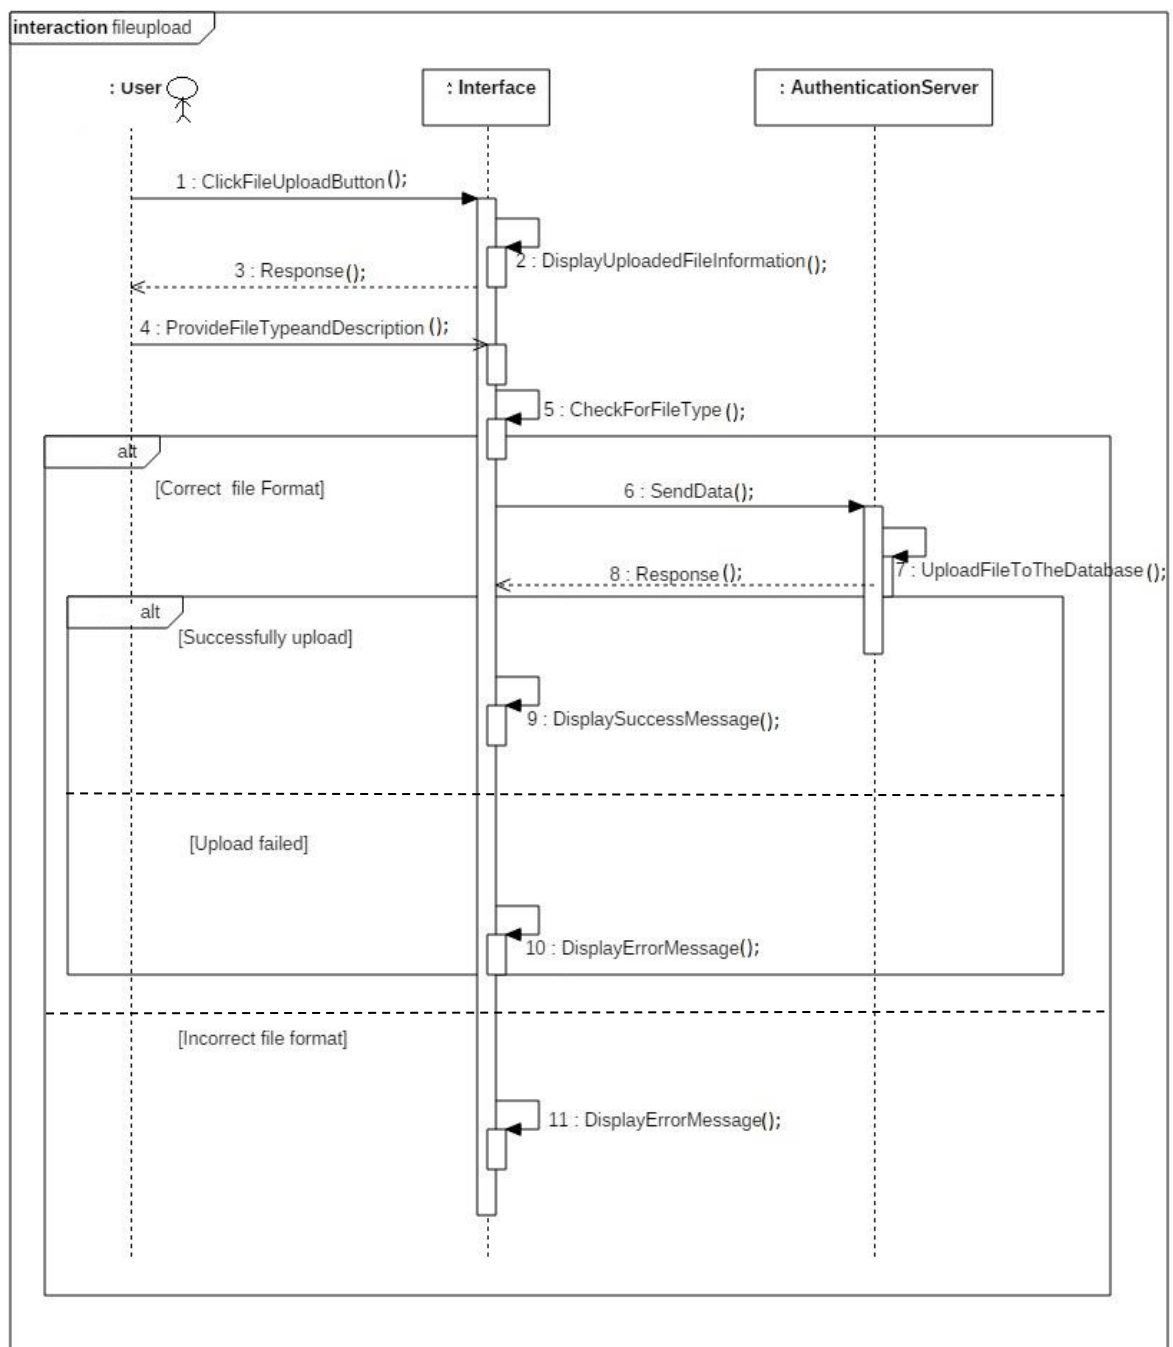 interaction fileupload
: User
: Interface
: AuthenticationServer
1 : ClickFileUploadButton();
2 : DisplayUploadedFileInformation();
3 : Response();
4 : ProvideFileTypeandDescription ();
5 : CheckForFileType ();
alt
[Correct file Format]
6 : SendData();
7 : UploadFileToTheDatabase ();
8 : Response ();
alt
[Successfully upload]
9 : DisplaySuccessMessage();
[Upload failed]
10 : DisplayErrorMessage();
[Incorrect file format]
11 : DisplayErrorMessage();